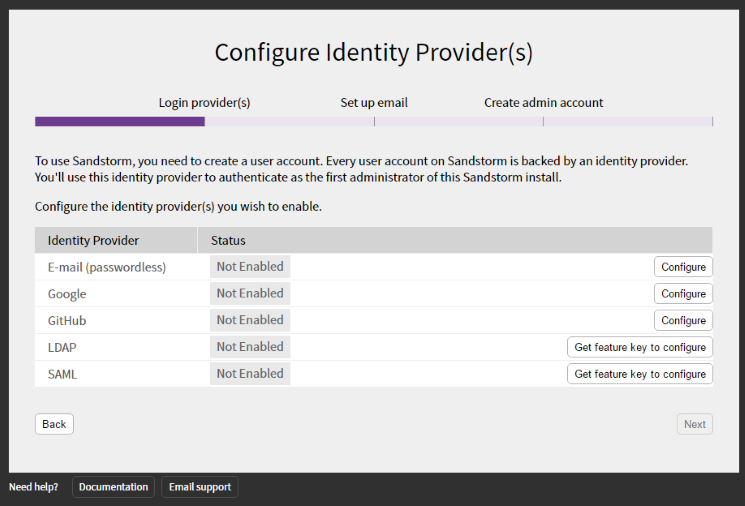 Configure Identity Provider(s)
Login provider(s) Set up email Create admin account
To use Sandstorm, you need to create a user account. Every user account on Sandstorm is backed by an identity provider.
You'll use this identity provider to authenticate as the first administrator of this Sandstorm install.
Configure the identity provider(s) you wish to enable.
Identity Provider Status
E-mail (passwordless) Not Enabled Configure
Google Not Enabled Configure
GitHub Not Enabled Configure
LDAP Not Enabled Get feature key to configure
SAML Not Enabled Get feature key to configure
Back Next
Need help? Documentation Email support